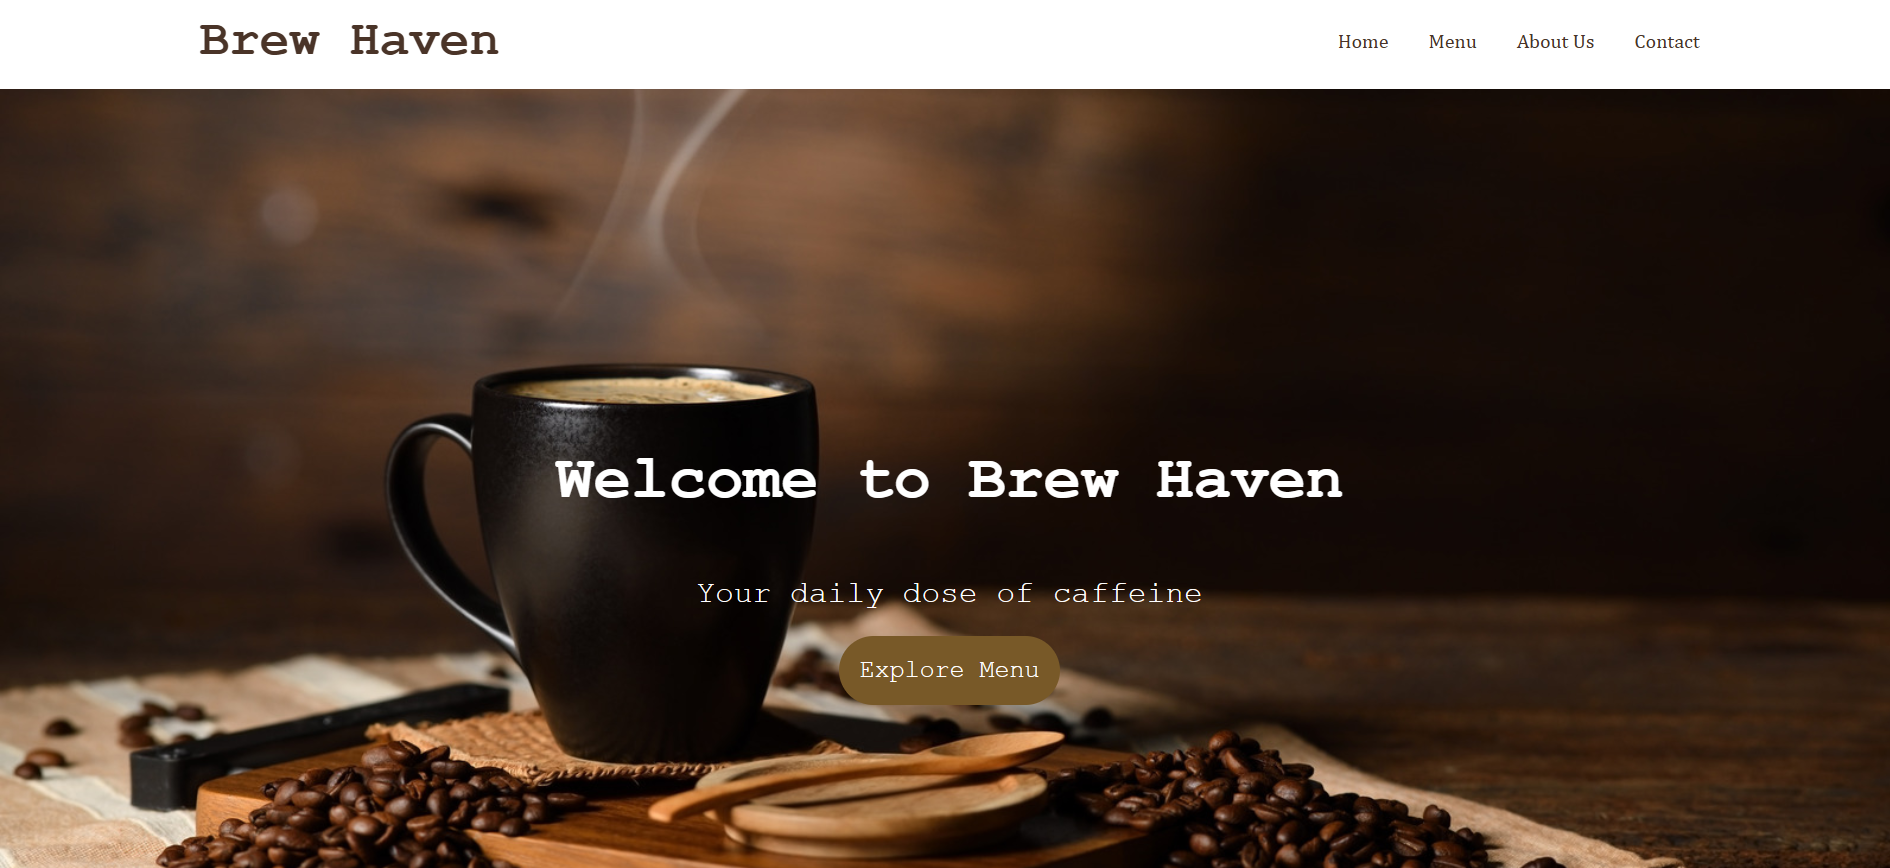 Brew Haven
Home Menu About Us Contact
Welcome to Brew Haven
Your daily dose of caffeine
Explore Menu